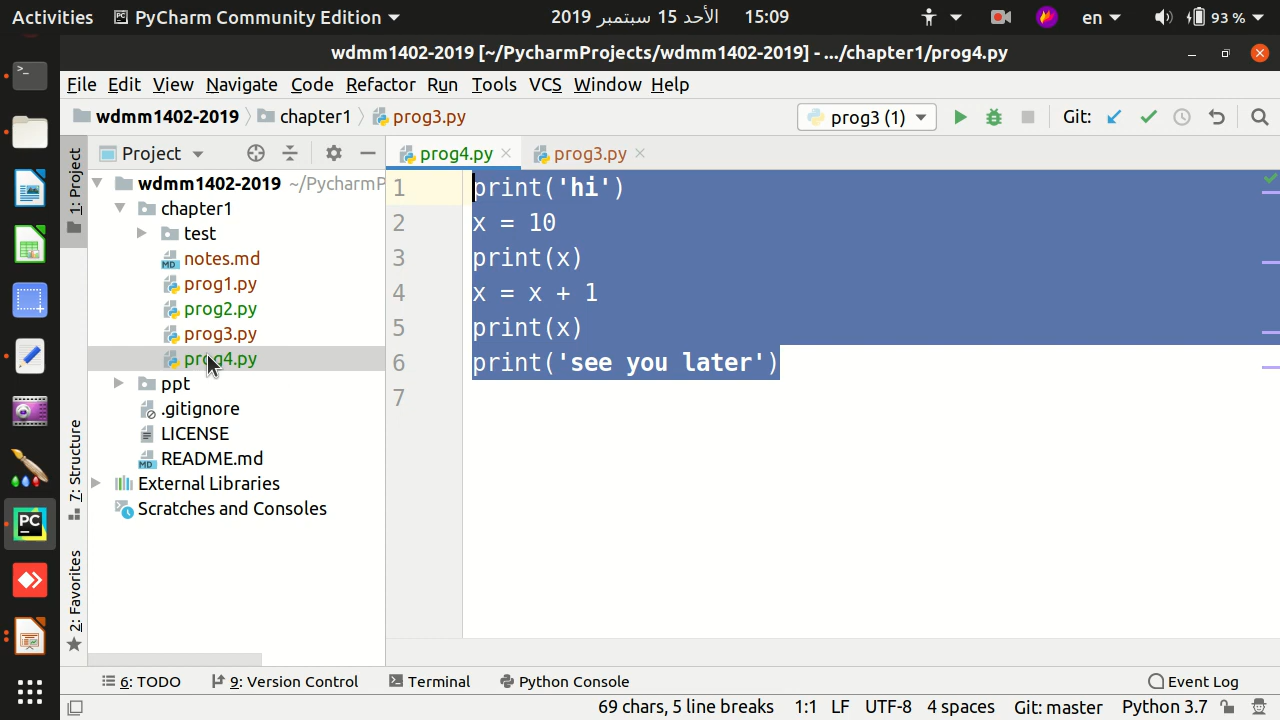 Activities PyCharm Community Edition الأحد 15 سبتمبر 2019 15:09 en 93 %
wdmm1402-2019 [~/PycharmProjects/wdmm1402-2019] - .../chapter1/prog4.py
File Edit View Navigate Code Refactor Run Tools VCS Window Help
wdmm1402-2019 chapter1 prog3.py prog3 (1) Git:
1: Project
7: Structure
2: Favorites
Project
wdmm1402-2019 ~/PycharmP
chapter1
test
notes.md
prog1.py
prog2.py
prog3.py
prog4.py
ppt
.gitignore
LICENSE
README.md
External Libraries
Scratches and Consoles
prog4.py prog3.py
1 print('hi')
2 x = 10
3 print(x)
4 x = x + 1
5 print(x)
6 print('see you later')
7
6: TODO 9: Version Control Terminal Python Console Event Log
69 chars, 5 line breaks 1:1 LF UTF-8 4 spaces Git: master Python 3.7